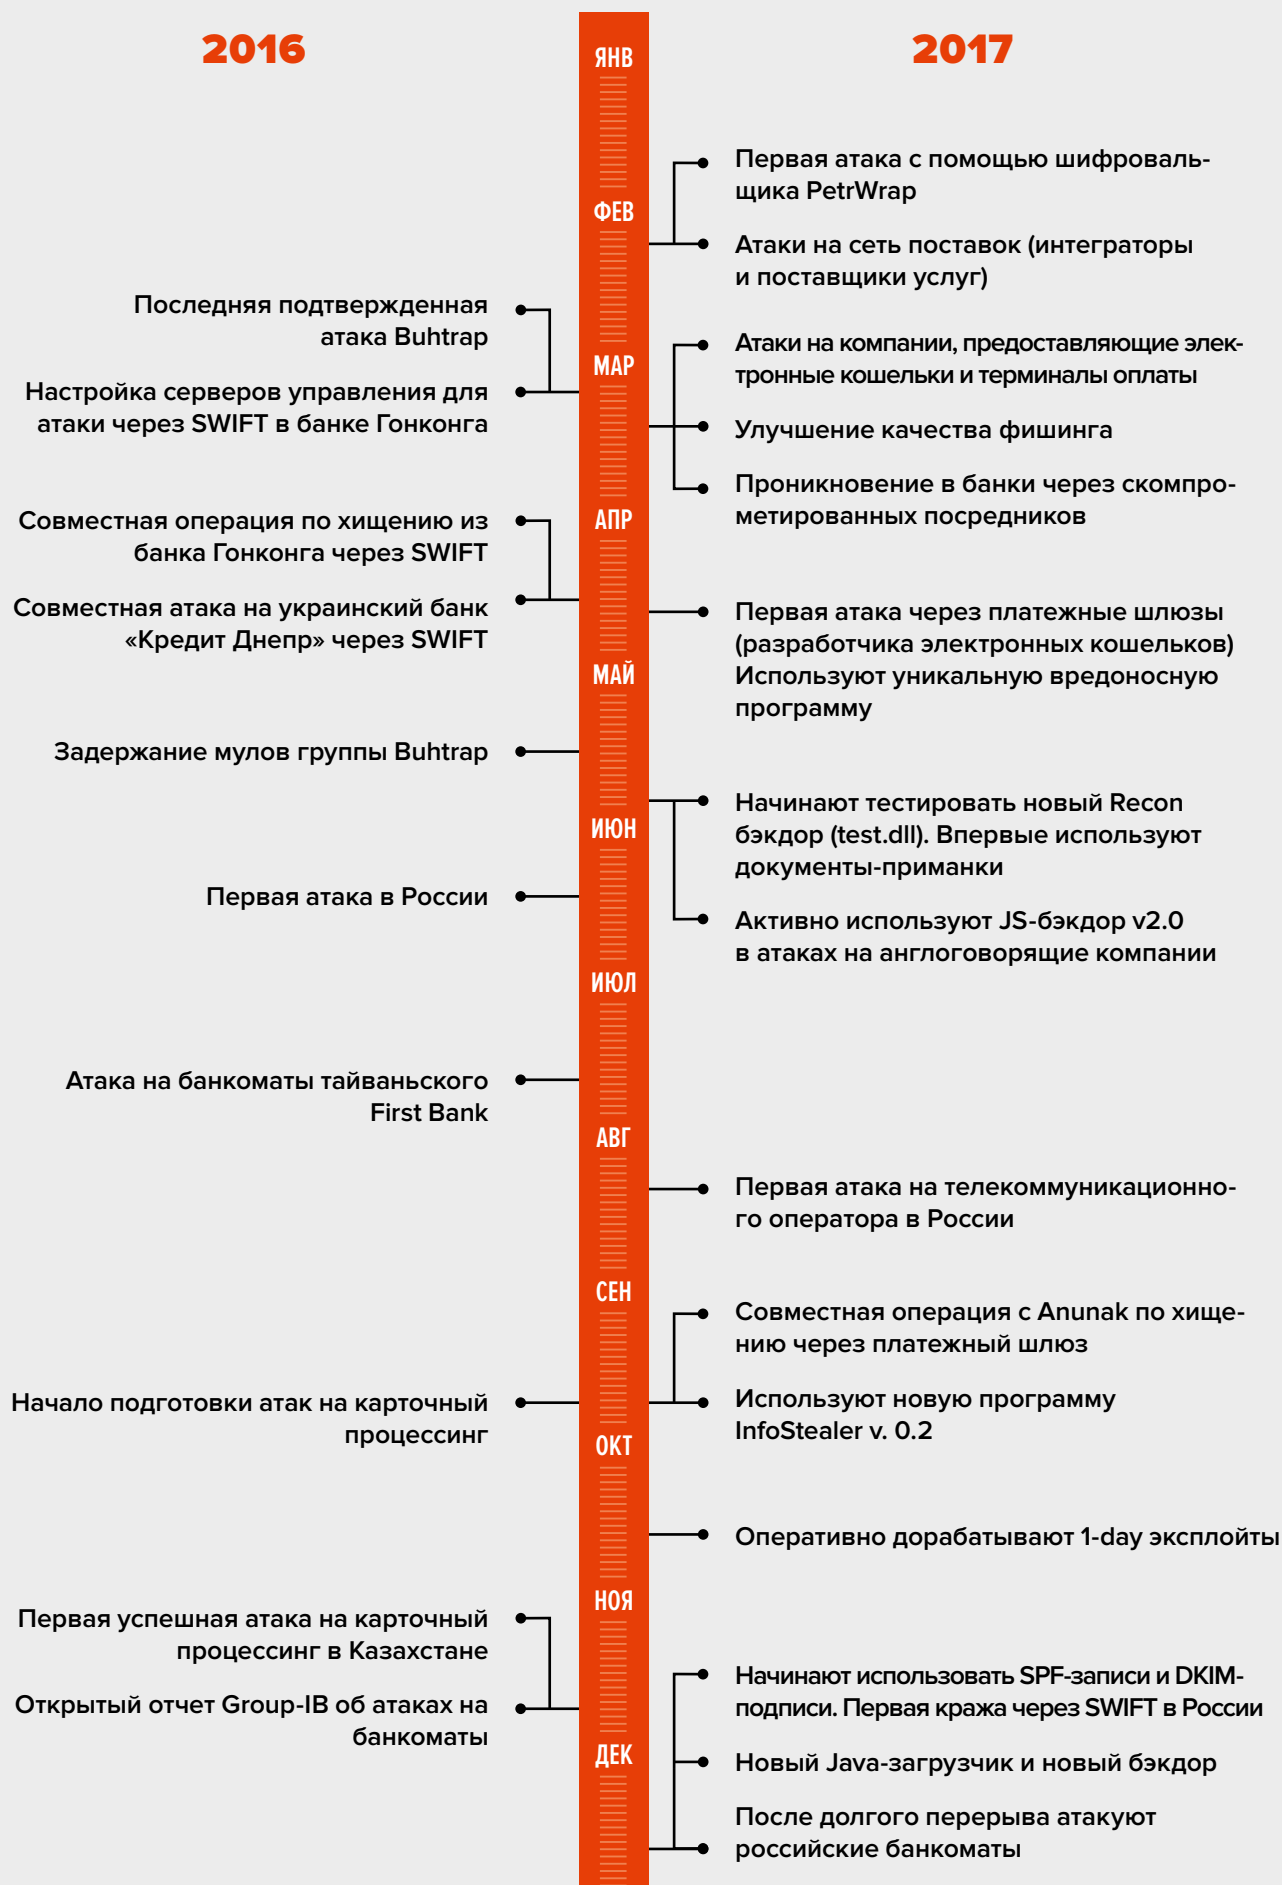 2016
2017
ЯНВ
Первая атака с помощью шифроваль-
щика PetrWrap
ФЕВ
Атаки на сеть поставок (интеграторы
и поставщики услуг)
Последняя подтвержденная
атака Buhtrap
Атаки на компании, предоставляющие элек-
тронные кошельки и терминалы оплаты
МАР
Настройка серверов управления для
атаки через SWIFT в банке Гонконга
Улучшение качества фишинга
Проникновение в банки через скомпро-
метированных посредников
АПР
Совместная операция по хищению из
банка Гонконга через SWIFT
Совместная атака на украинский банк
«Кредит Днепр» через SWIFT
Первая атака через платежные шлюзы
(разработчика электронных кошельков)
Используют уникальную вредоносную
программу
МАЙ
Задержание мулов группы Buhtrap
Начинают тестировать новый Recon
бэкдор (test.dll). Впервые используют
документы-приманки
ИЮН
Первая атака в России
Активно используют JS-бэкдор v2.0
в атаках на англоговорящие компании
ИЮЛ
Атака на банкоматы тайваньского
First Bank
АВГ
Первая атака на телекоммуникационно-
го оператора в России
СЕН
Совместная операция с Anunak по хище-
нию через платежный шлюз
Начало подготовки атак на карточный
процессинг
Используют новую программу
InfoStealer v. 0.2
ОКТ
Оперативно дорабатывают 1-day эксплойты
НОЯ
Первая успешная атака на карточный
процессинг в Казахстане
Начинают использовать SPF-записи и DKIM-
подписи. Первая кража через SWIFT в России
Открытый отчет Group-IB об атаках на
банкоматы
ДЕК
Новый Java-загрузчик и новый бэкдор
После долгого перерыва атакуют
российские банкоматы